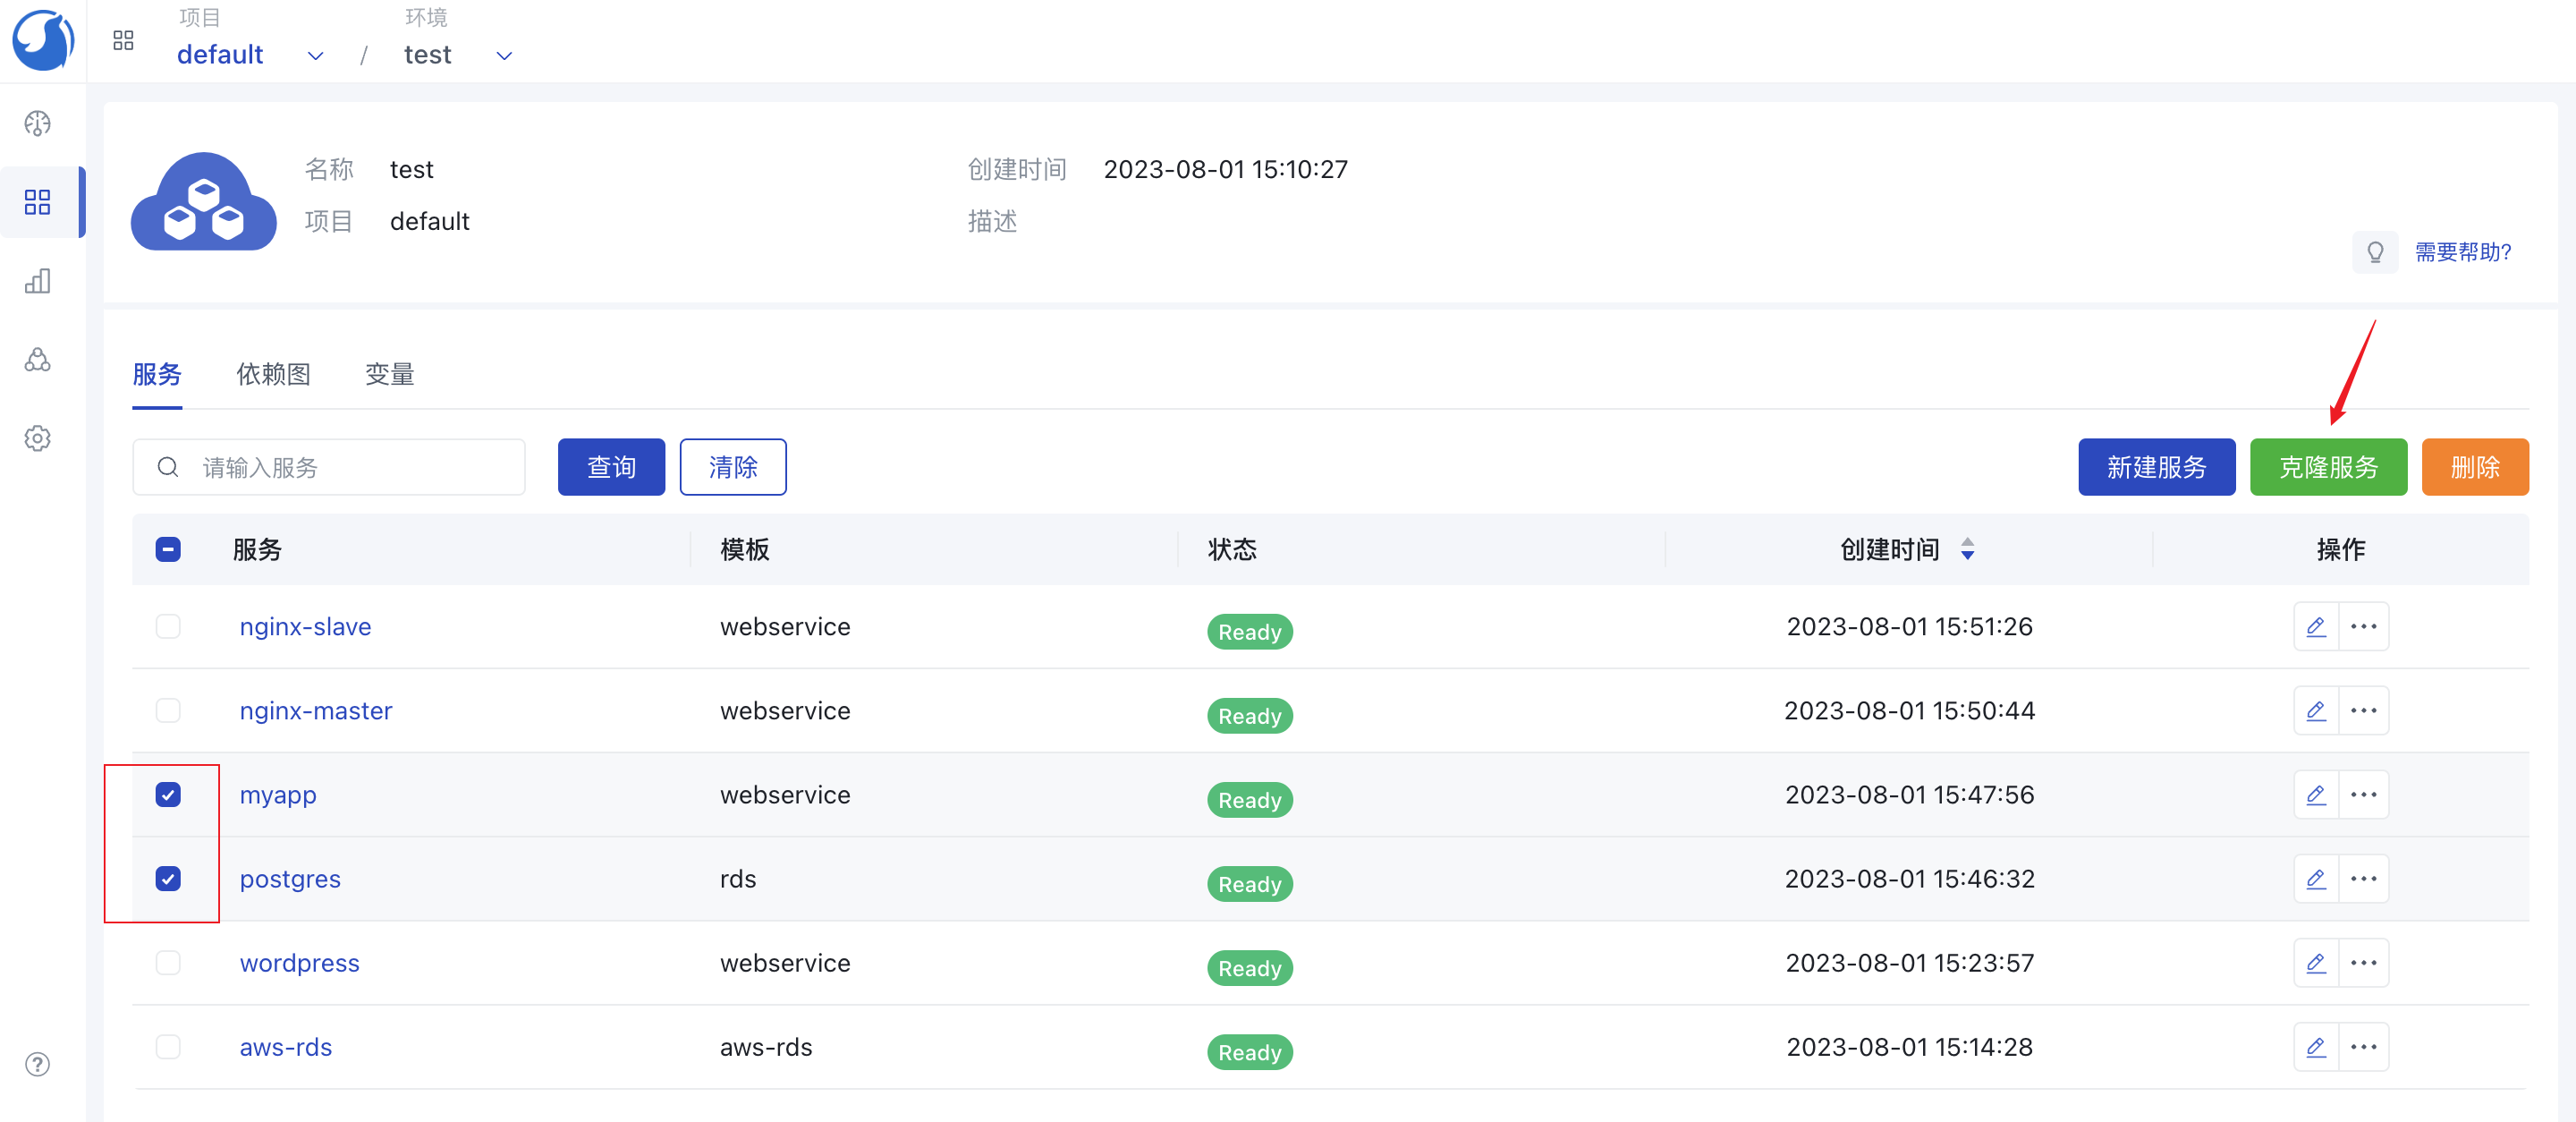 项目 环境
default / test
名称 test 创建时间 2023-08-01 15:10:27
项目 default 描述
需要帮助?
服务 依赖图 变量
请输入服务 查询 清除 新建服务 克隆服务 删除
服务 模板 状态 创建时间 操作
nginx-slave webservice Ready 2023-08-01 15:51:26
nginx-master webservice Ready 2023-08-01 15:50:44
myapp webservice Ready 2023-08-01 15:47:56
postgres rds Ready 2023-08-01 15:46:32
wordpress webservice Ready 2023-08-01 15:23:57
aws-rds aws-rds Ready 2023-08-01 15:14:28